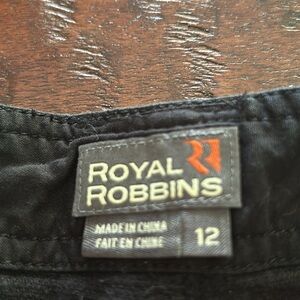 ROYAL
ROBBINS
MADE IN CHINA
FAIT EN CHINE
12